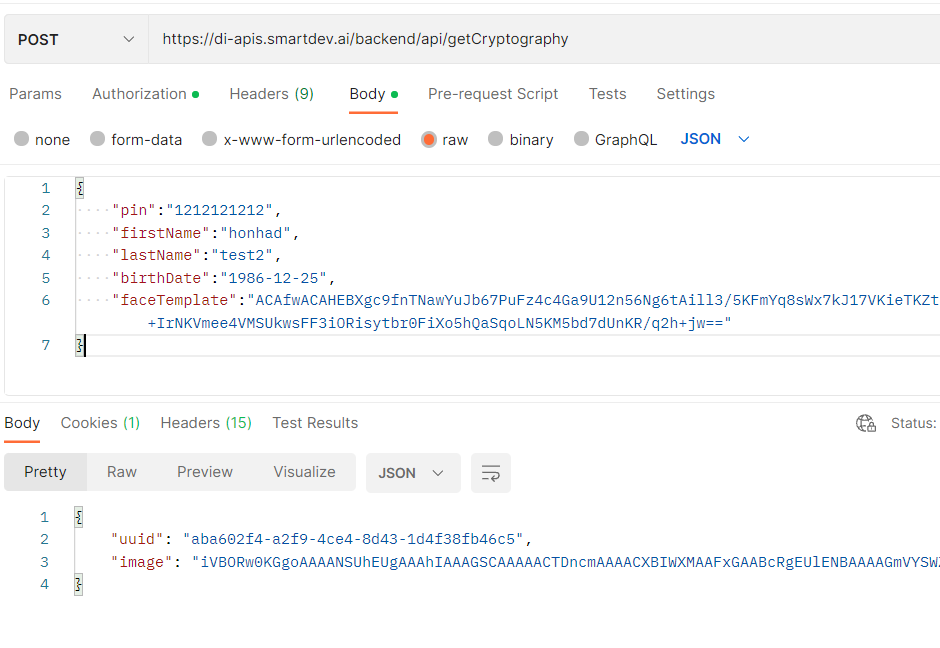 POST https://di-apis.smartdev.ai/backend/api/getCryptography
Params Authorization Headers (9) Body Pre-request Script Tests Settings
none form-data x-www-form-urlencoded raw binary GraphQL JSON
1 {
2 "pin":"1212121212",
3 "firstName":"honhad",
4 "lastName":"test2",
5 "birthDate":"1986-12-25",
6 "faceTemplate":"ACAfwACAHEBXgc9fnTNawYuJb67PuFz4c4Ga9U12n56Ng6tAill3/5KFmYq8sWx7kJ17VKieTKZt
+IrNKVmee4VMSUkwsFF3iORisytbr0FiXo5hQaSqoLN5KM5bd7dUnKR/q2h+jw=="
7 }
Body Cookies (1) Headers (15) Test Results Status:
Pretty Raw Preview Visualize JSON
1 {
2 "uuid": "aba602f4-a2f9-4ce4-8d43-1d4f38fb46c5",
3 "image": "iVBORw0KGgoAAAANSUhEUgAAAhIAAAGSCAAAAACTDncmAAAACXBIWXMAAFxGAABcRgEUlENBAAAAGmVYSW
4 }